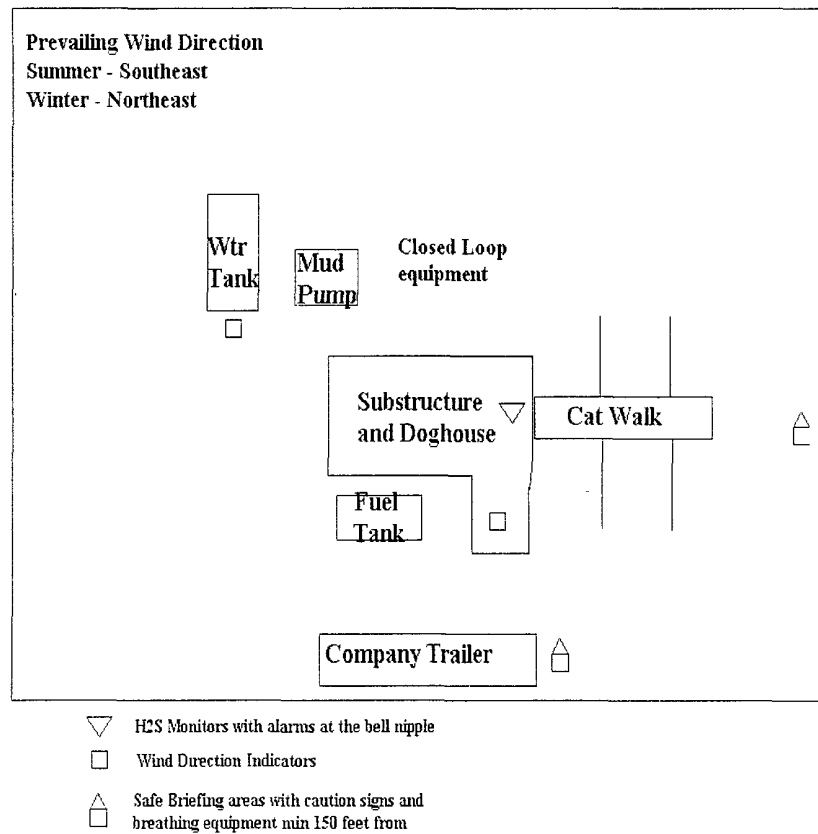 Prevailing Wind Direction
Summer - Southeast
Winter - Northeast
Wtr
Tank
Mud
Pump
Closed Loop
equipment
Substructure
and Doghouse
Cat Walk
Fuel
Tank
Company Trailer
H2S Monitors with alarms at the bell nipple
Wind Direction Indicators
Safe Briefing areas with caution signs and
breathing equipment min 150 feet from